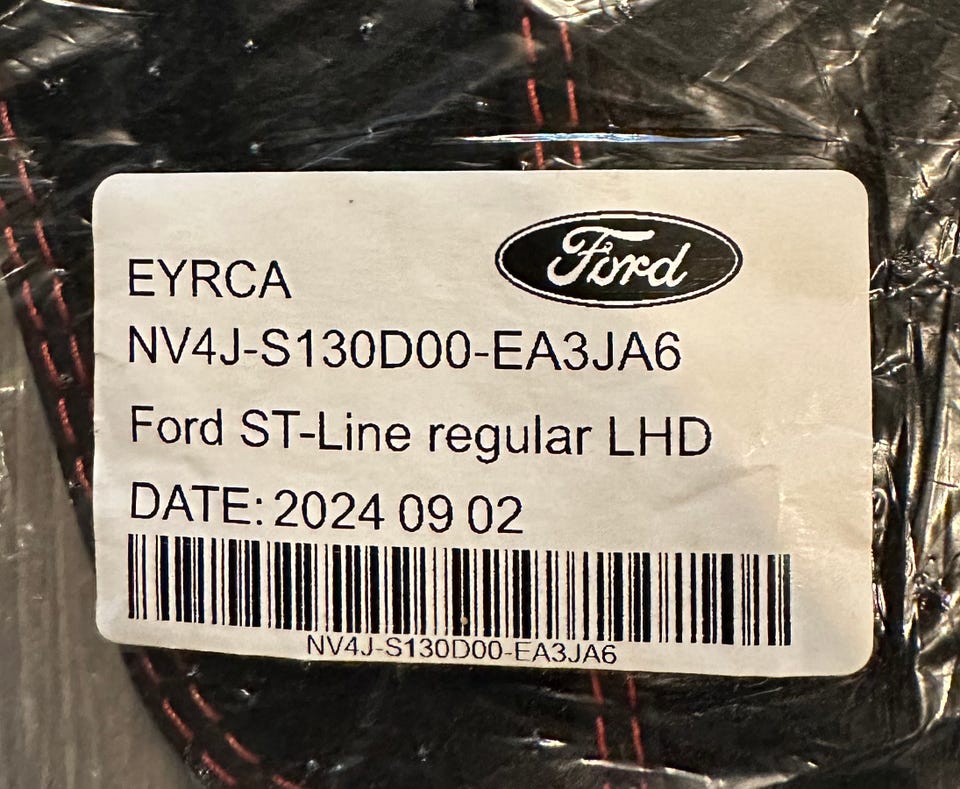 Ford
EYRCA
NV4J-S130D00-EA3JA6
Ford ST-Line regular LHD
DATE: 2024 09 02
NV4J-S130D00-EA3JA6